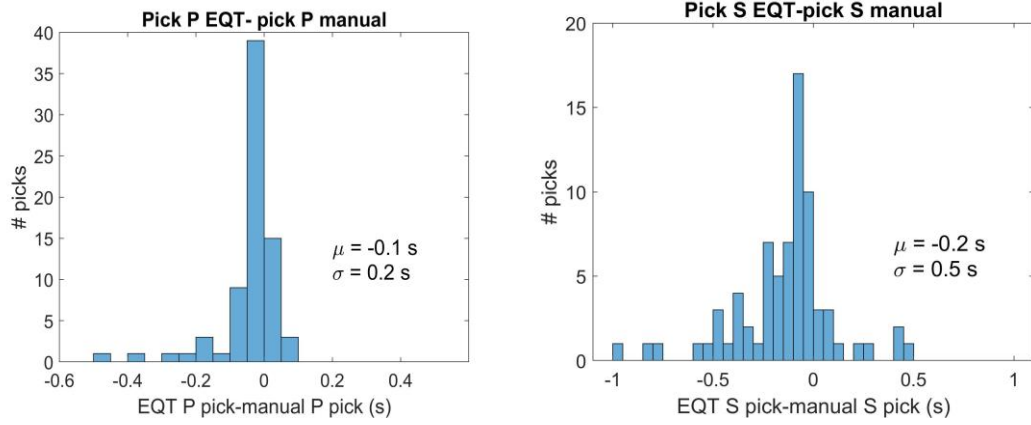 Pick P EQT- pick P manual
40
35
30
25
20
15
10
5
0
# picks
μ = -0.1 s
σ = 0.2 s
-0.6 -0.4 -0.2 0 0.2 0.4
EQT P pick-manual P pick (s)
Pick S EQT-pick S manual
20
15
10
5
0
# picks
μ = -0.2 s
σ = 0.5 s
-1 -0.5 0 0.5 1
EQT S pick-manual S pick (s)